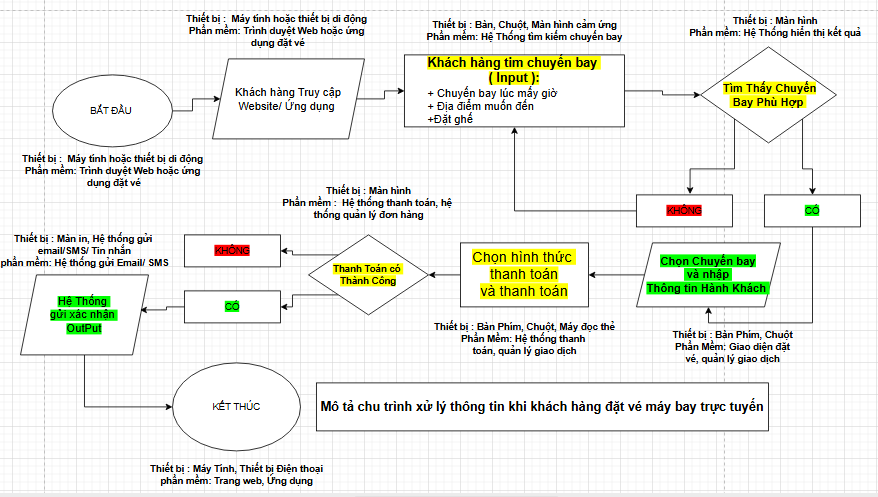 Thiết bị :  Máy tính hoặc thiết bị di động
Phần mềm: Trình duyệt Web hoặc ứng
dụng đặt vé
Thiết bị : Bàn, Chuột, Màn hình cảm ứng
Phần mềm: Hệ Thống tìm kiếm chuyến bay
Thiết bị : Màn hình
Phần mềm: Hệ Thống hiển thị kết quả
BẮT ĐẦU
Khách hàng Truy cập
Website/ Ứng dụng
Khách hàng tìm chuyến bay
( Input ):
+ Chuyến bay lúc mấy giờ
+ Địa điểm muốn đến
+Đặt ghế
Tìm Thấy Chuyến
Bay Phù Hợp
Thiết bị :  Máy tính hoặc thiết bị di động
Phần mềm: Trình duyệt Web hoặc ứng
dụng đặt vé
KHÔNG
CÓ
Thiết bị : Màn hình
Phần mềm :  Hệ thống thanh toán, hệ
thống quản lý đơn hàng
Thiết bị : Màn in, Hệ thống gửi
email/SMS/ Tin nhắn
phần mềm: Hệ thống gửi Email/ SMS
KHÔNG
CÓ
Thanh Toán có
Thành Công
Chọn hình thức
thanh toán
và thanh toán
Chọn Chuyến bay
và nhập
Thông tin Hành Khách
Hệ Thống
gửi xác nhận
OutPut
Thiết bị : Bàn Phím, Chuột, Máy đọc thẻ
Phần Mềm: Hệ thống thanh
toán, quản lý giao dịch
Thiết bị : Bàn Phím, Chuột
Phần Mềm: Giao diện đặt
vé, quản lý giao dịch
KẾT THÚC
Mô tả chu trình xử lý thông tin khi khách hàng đặt vé máy bay trực tuyến
Thiết bị : Máy Tính, Thiết bị Điện thoại
phần mềm: Trang web, Ứng dụng